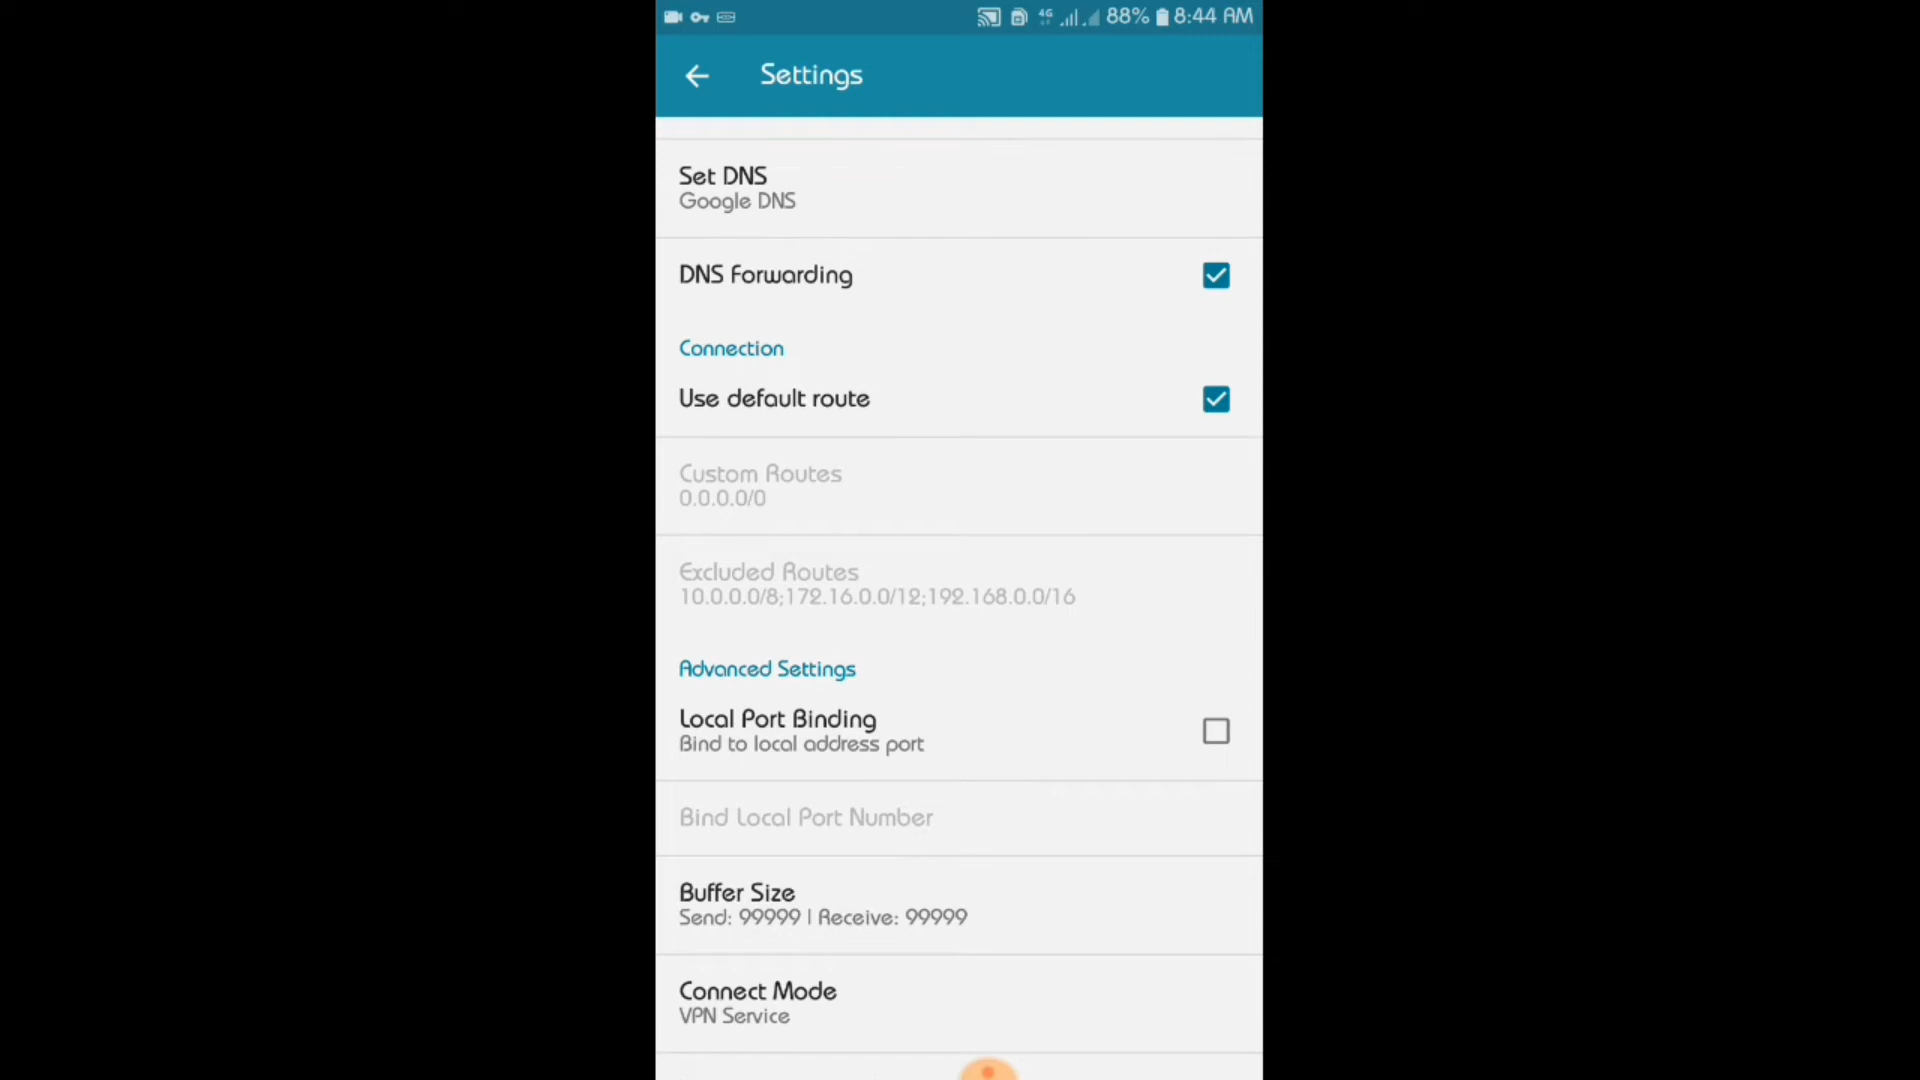 4G 88% 8:44 AM
Settings
Set DNS
Google DNS
DNS Forwarding
Connection
Use default route
Custom Routes
0.0.0.0/0
Excluded Routes
10.0.0.0/8;172.16.0.0/12;192.168.0.0/16
Advanced Settings
Local Port Binding
Bind to local address port
Bind Local Port Number
Buffer Size
Send: 99999 | Receive: 99999
Connect Mode
VPN Service